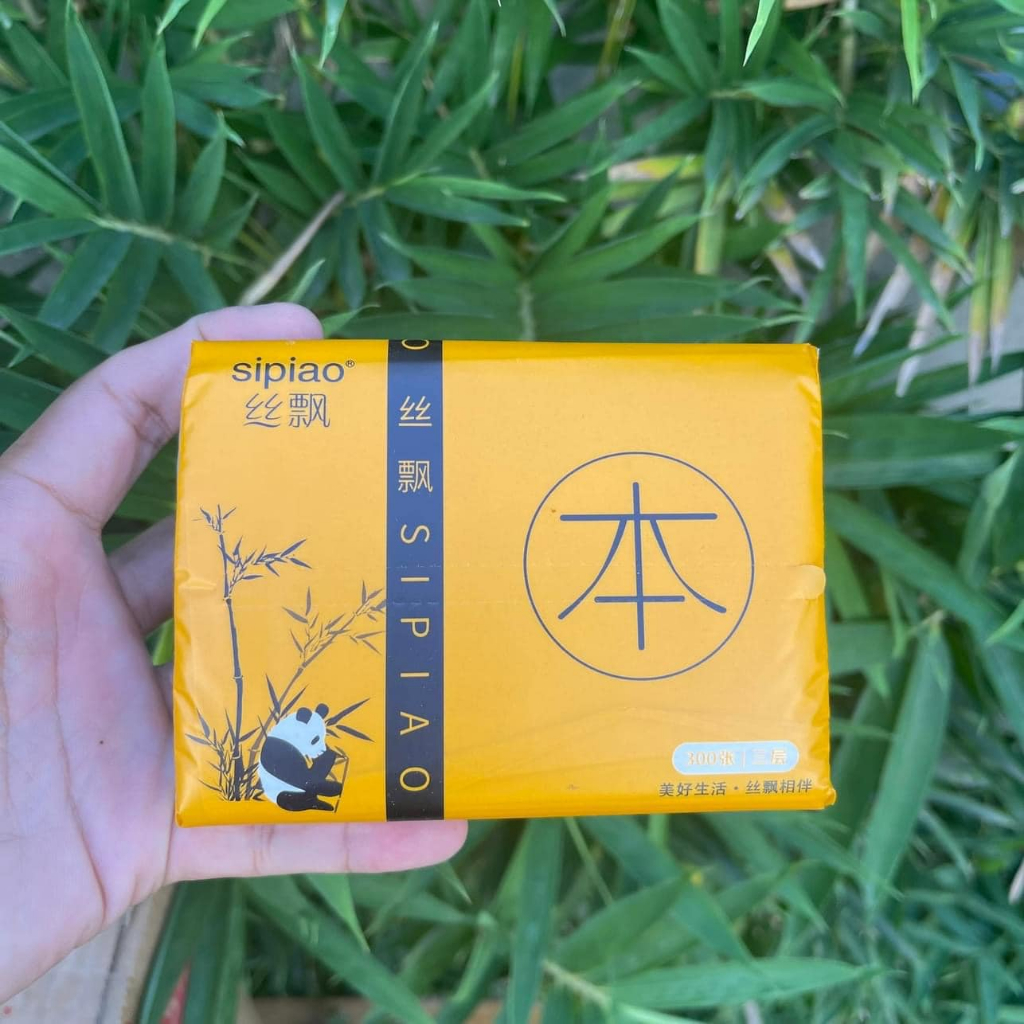 sipiao®
丝飘
O 丝飘 SIPIAO
本
300张 | 三层
美好生活·丝飘相伴